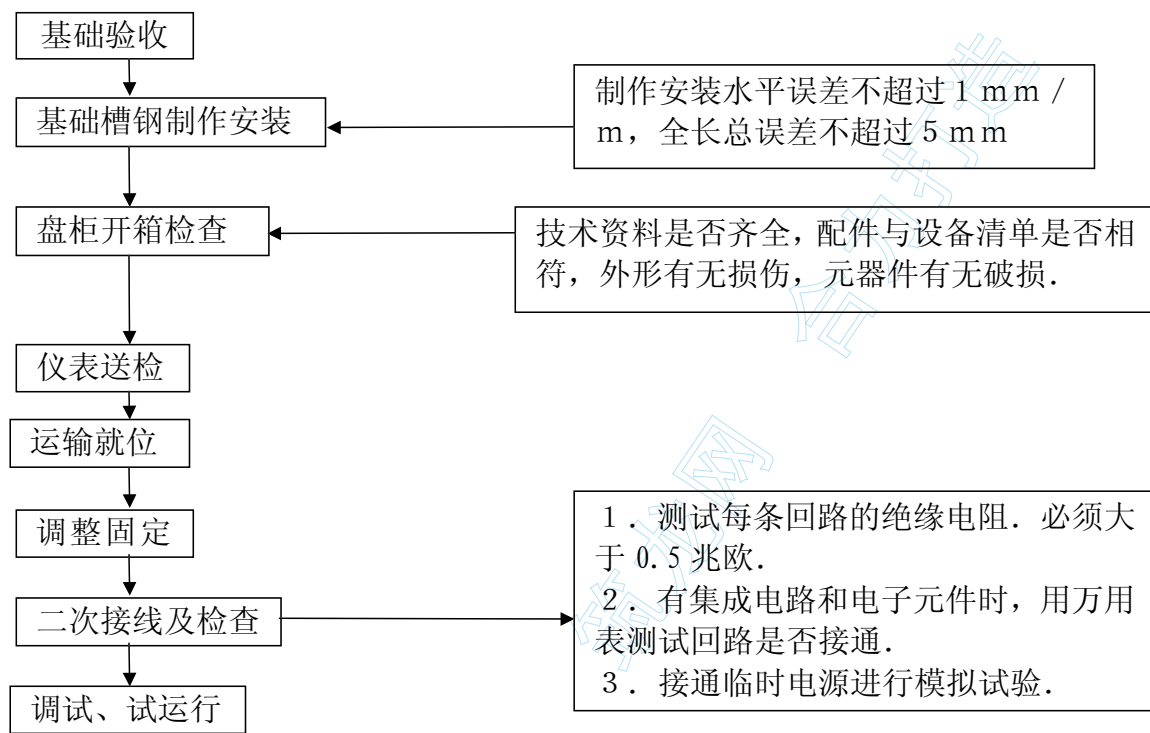 基础验收
基础槽钢制作安装
制作安装水平误差不超过1mm/
m，全长总误差不超过5mm
盘柜开箱检查
技术资料是否齐全，配件与设备清单是否相
符，外形有无损伤，元器件有无破损．
仪表送检
运输就位
调整固定
二次接线及检查
1．测试每条回路的绝缘电阻．必须大
于0.5兆欧．
2．有集成电路和电子元件时，用万用
表测试回路是否接通．
3．接通临时电源进行模拟试验．
调试、试运行
筑龙网
合力打造